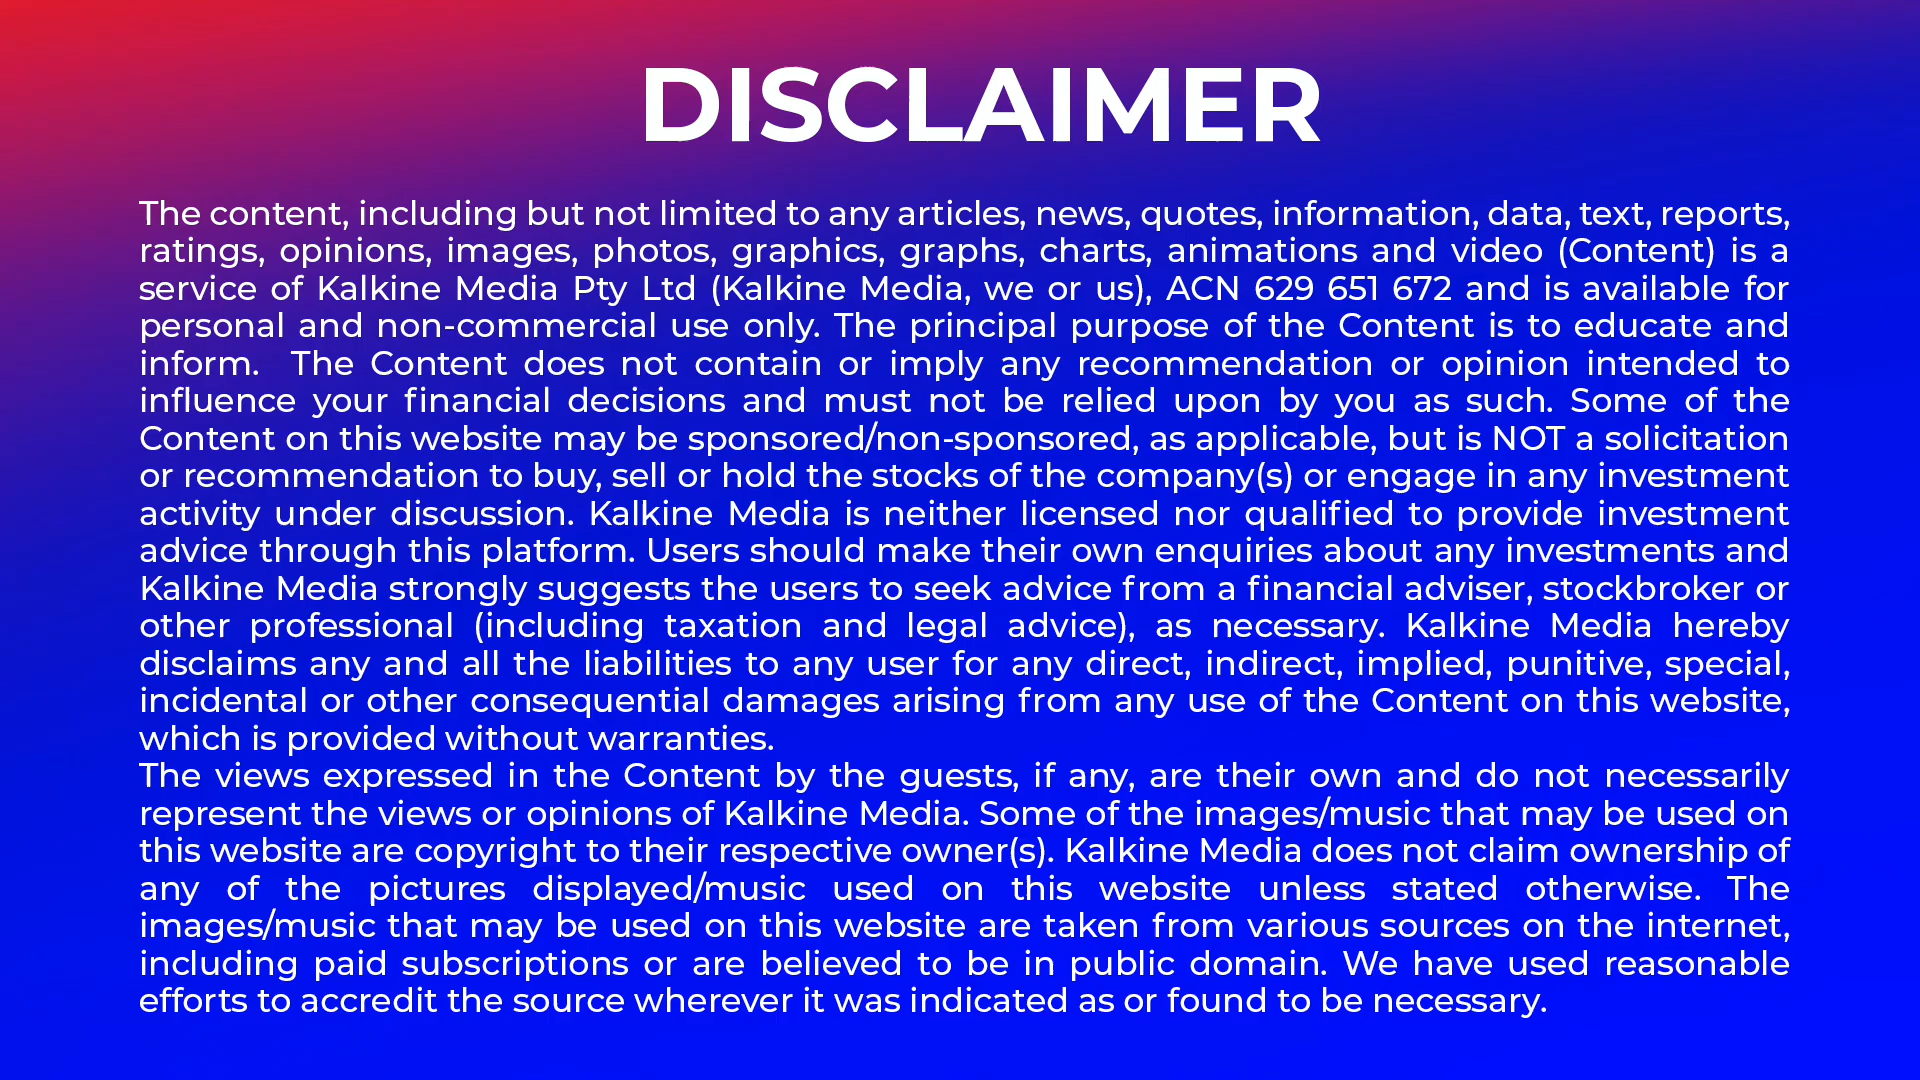 DISCLAIMER
The content, including but not limited to any articles, news, quotes, information, data, text, reports,
ratings, opinions, images, photos, graphics, graphs, charts, animations and video (Content) is a
service of Kalkine Media Pty Ltd (Kalkine Media, we or us), ACN 629 651 672 and is available for
personal and non-commercial use only. The principal purpose of the Content is to educate and
inform.  The Content does not contain or imply any recommendation or opinion intended to
influence your financial decisions and must not be relied upon by you as such. Some of the
Content on this website may be sponsored/non-sponsored, as applicable, but is NOT a solicitation
or recommendation to buy, sell or hold the stocks of the company(s) or engage in any investment
activity under discussion. Kalkine Media is neither licensed nor qualified to provide investment
advice through this platform. Users should make their own enquiries about any investments and
Kalkine Media strongly suggests the users to seek advice from a financial adviser, stockbroker or
other professional (including taxation and legal advice), as necessary. Kalkine Media hereby
disclaims any and all the liabilities to any user for any direct, indirect, implied, punitive, special,
incidental or other consequential damages arising from any use of the Content on this website,
which is provided without warranties.
The views expressed in the Content by the guests, if any, are their own and do not necessarily
represent the views or opinions of Kalkine Media. Some of the images/music that may be used on
this website are copyright to their respective owner(s). Kalkine Media does not claim ownership of
any of the pictures displayed/music used on this website unless stated otherwise. The
images/music that may be used on this website are taken from various sources on the internet,
including paid subscriptions or are believed to be in public domain. We have used reasonable
efforts to accredit the source wherever it was indicated as or found to be necessary.